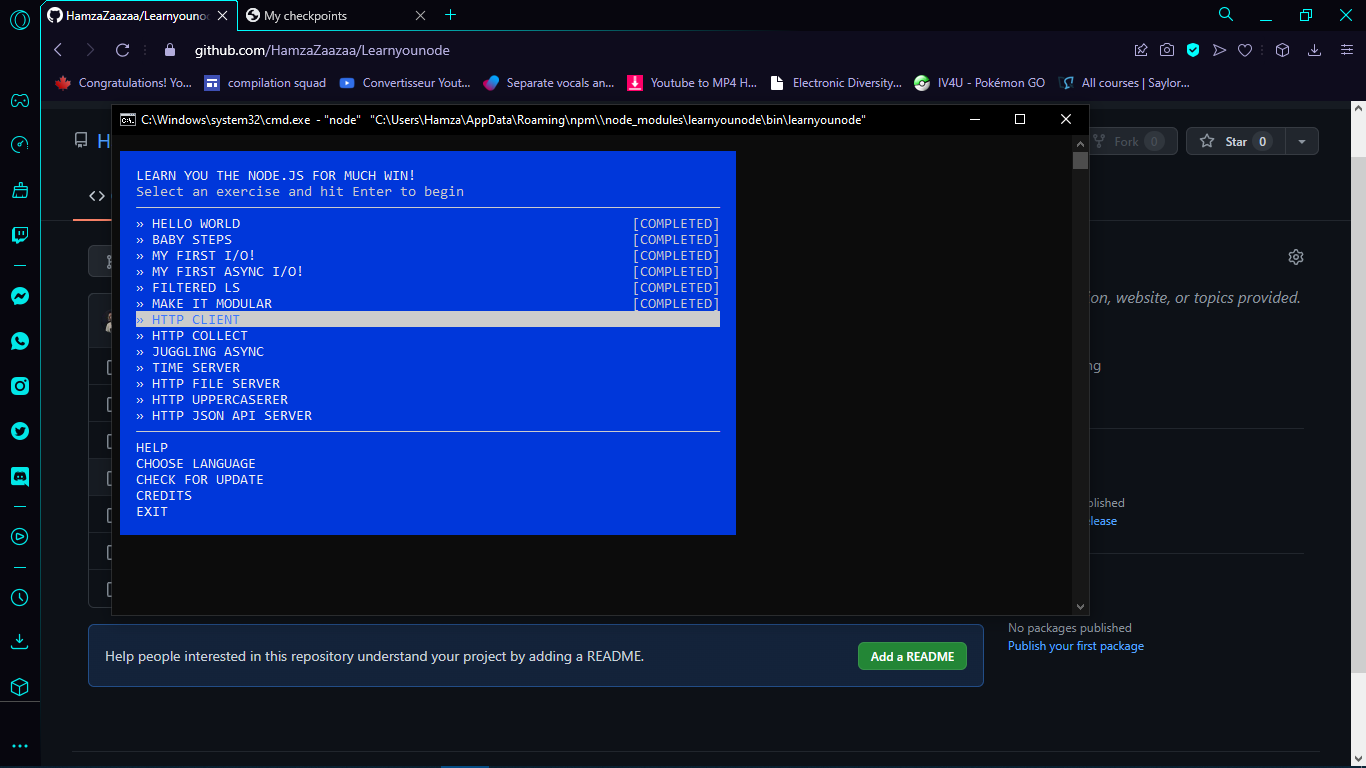 HamzaZaazaa/Learnyouno
My checkpoints
github.com/HamzaZaazaa/Learnyounode
Congratulations! Yo...
compilation squad
Convertisseur Yout...
Separate vocals an...
Youtube to MP4 H...
Electronic Diversity...
IV4U - Pokémon GO
All courses | Saylor...
C:\Windows\system32\cmd.exe - "node" "C:\Users\Hamza\AppData\Roaming\npm\\node_modules\learnyounode\bin\learnyounode"
H
Fork 0
Star 0
LEARN YOU THE NODE.JS FOR MUCH WIN!
Select an exercise and hit Enter to begin
» HELLO WORLD [COMPLETED]
» BABY STEPS [COMPLETED]
» MY FIRST I/O! [COMPLETED]
» MY FIRST ASYNC I/O! [COMPLETED]
» FILTERED LS [COMPLETED]
» MAKE IT MODULAR [COMPLETED]
» HTTP CLIENT
» HTTP COLLECT
» JUGGLING ASYNC
» TIME SERVER
» HTTP FILE SERVER
» HTTP UPPERCASERER
» HTTP JSON API SERVER
HELP
CHOOSE LANGUAGE
CHECK FOR UPDATE
CREDITS
EXIT
on, website, or topics provided.
ng
blished
lease
No packages published
Publish your first package
Help people interested in this repository understand your project by adding a README.
Add a README